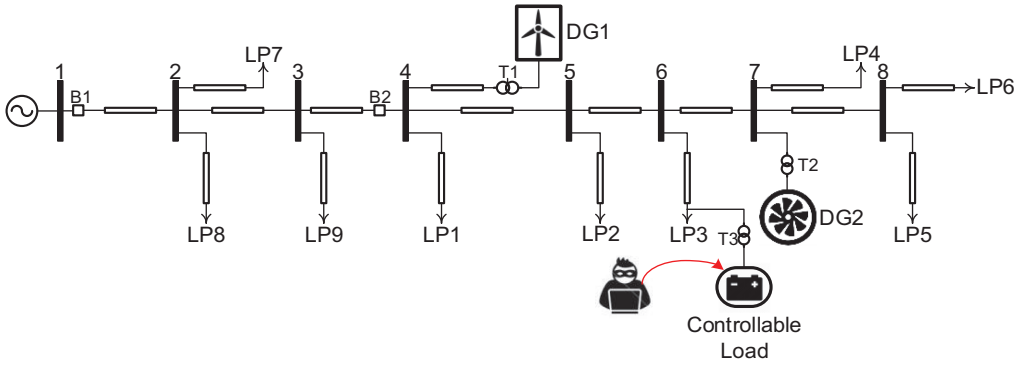 DG1
LP7
LP4
1
2
3
4
T1
5
6
7
8
B1
B2
LP6
T2
LP8
LP9
LP1
LP2
LP3
T3
DG2
LP5
Controllable
Load